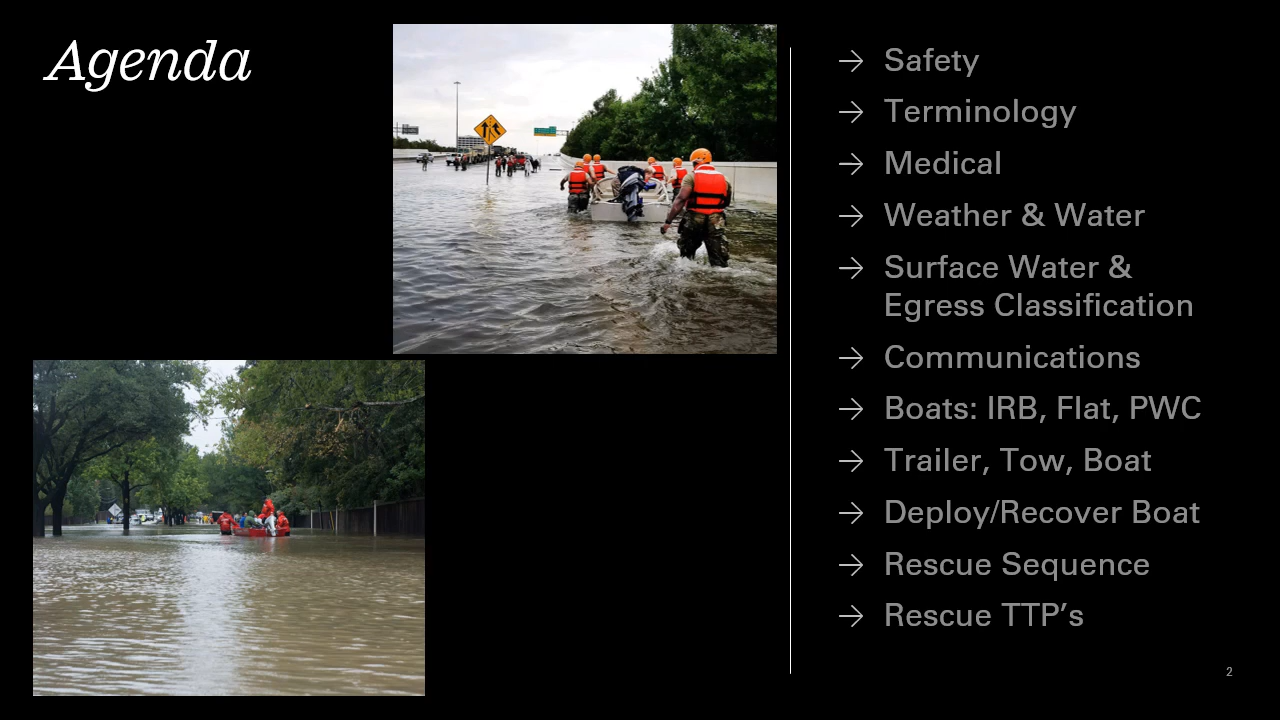 Agenda
→ Safety
→ Terminology
→ Medical
→ Weather & Water
→ Surface Water &
Egress Classification
→ Communications
→ Boats: IRB, Flat, PWC
→ Trailer, Tow, Boat
→ Deploy/Recover Boat
→ Rescue Sequence
→ Rescue TTP’s
2